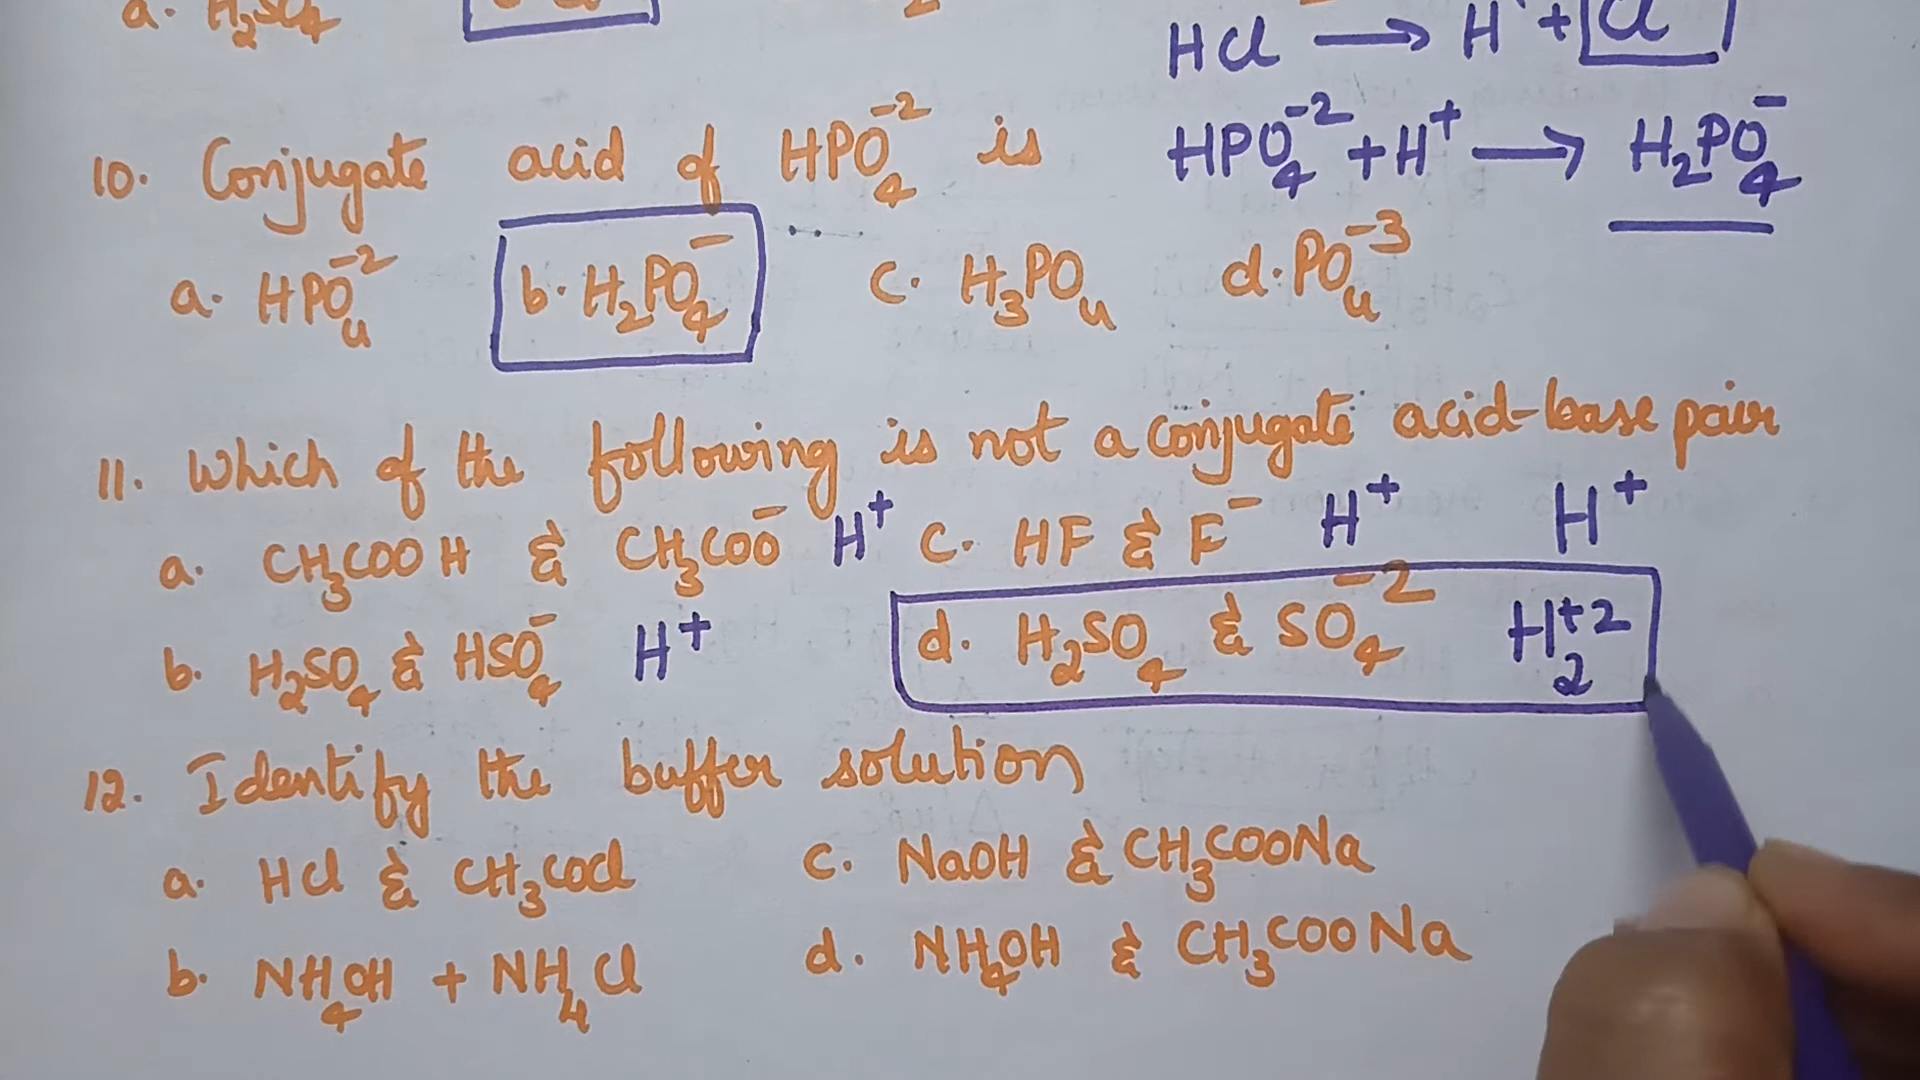 a. H₂SO₄
HCl → H⁺ + Cl
10. Conjugate acid of HPO₄⁻² is HPO₄⁻² + H⁺ → H₂PO₄⁻
a. HPO₄⁻² b. H₂PO₄⁻ c. H₃PO₄ d. PO₄⁻³
11. Which of the following is not a conjugate acid-base pair
a. CH₃COOH & CH₃COO⁻ H⁺ c. HF & F⁻ H⁺ H⁺
b. H₂SO₄ & HSO₄⁻ H⁺ d. H₂SO₄ & SO₄⁻² H₂⁺²
12. Identify the buffer solution
a. HCl & CH₃COCl c. NaOH & CH₃COONa
b. NH₄OH + NH₄Cl d. NH₄OH & CH₃COONa